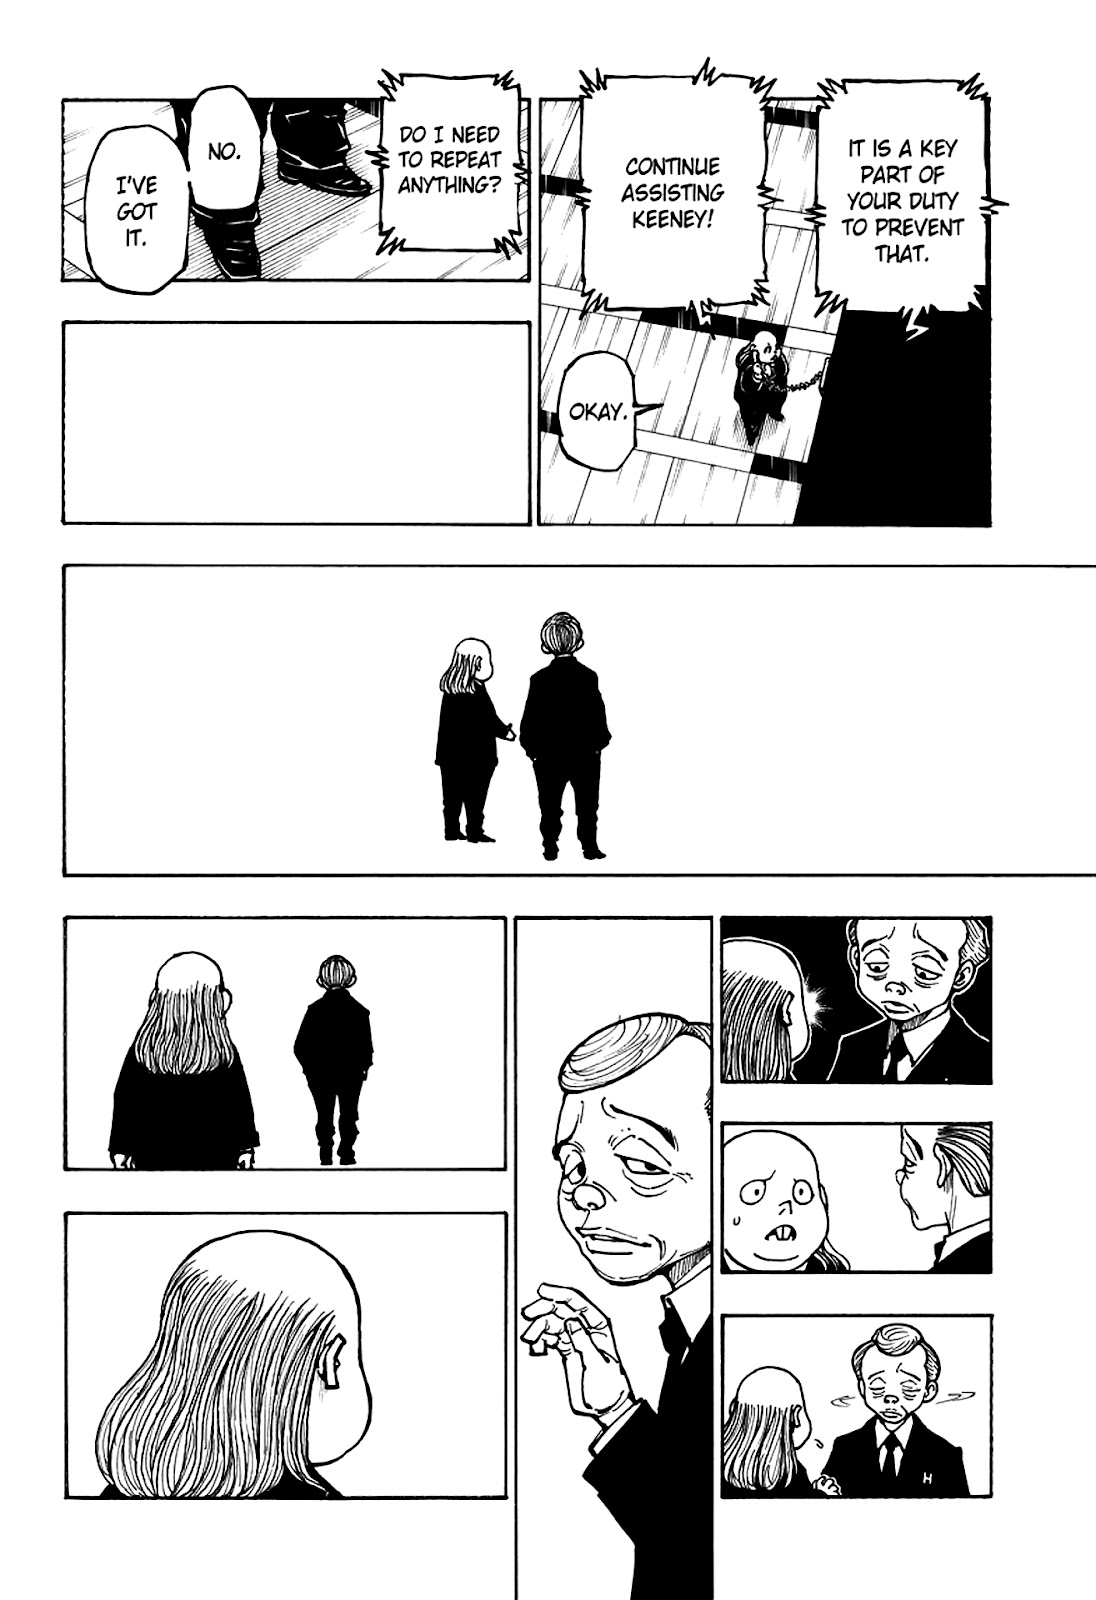 IT IS A KEY
PART OF
YOUR DUTY
TO PREVENT
THAT.
CONTINUE
ASSISTING
KEENEY!
OKAY.
DO I NEED
TO REPEAT
ANYTHING?
NO.
I'VE
GOT
IT.
H